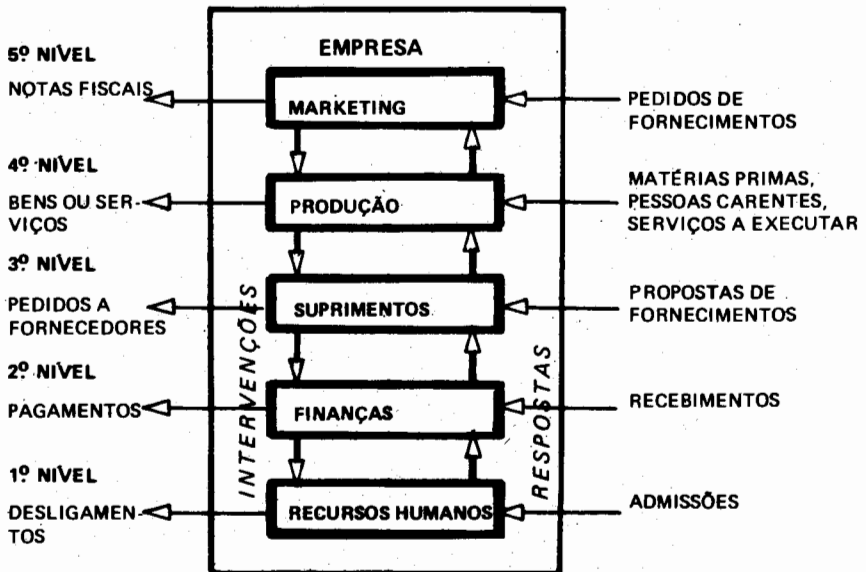 EMPRESA
5º NÍVEL
NOTAS FISCAIS
MARKETING
PEDIDOS DE
FORNECIMENTOS
4º NÍVEL
BENS OU SER-
VIÇOS
PRODUÇÃO
MATÉRIAS PRIMAS,
PESSOAS CARENTES,
SERVIÇOS A EXECUTAR
3º NÍVEL
PEDIDOS A
FORNECEDORES
SUPRIMENTOS
PROPOSTAS DE
FORNECIMENTOS
INTERVENÇÕES
RESPOSTAS
2º NÍVEL
PAGAMENTOS
FINANÇAS
RECEBIMENTOS
1º NÍVEL
DESLIGAMEN-
TOS
RECURSOS HUMANOS
ADMISSÕES